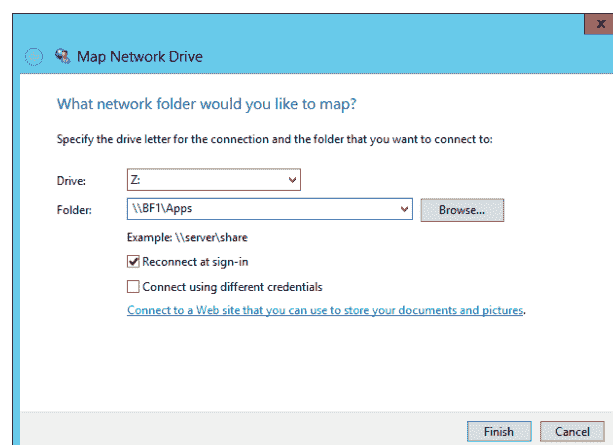 x
Map Network Drive
What network folder would you like to map?
Specify the drive letter for the connection and the folder that you want to connect to:
Drive: Z:
Folder: \\BF1\Apps Browse...
Example: \\server\share
Reconnect at sign-in
Connect using different credentials
Connect to a Web site that you can use to store your documents and pictures.
Finish Cancel